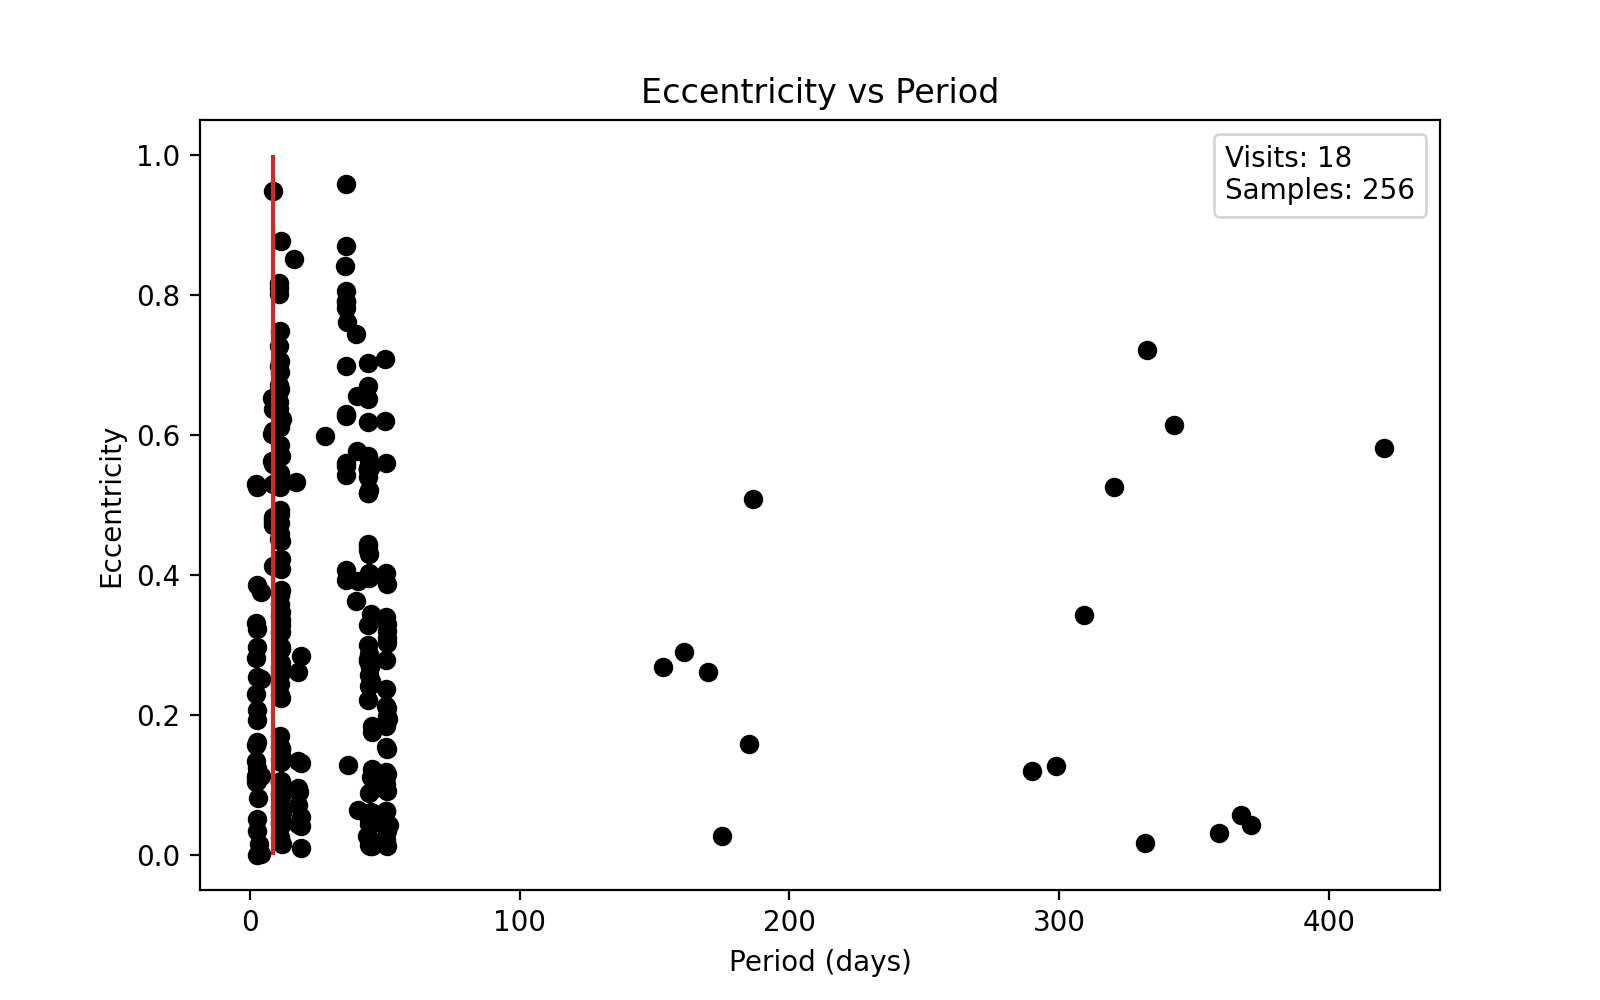 Eccentricity vs Period
Visits: 18
Samples: 256
1.0
0.8
0.6
0.4
0.2
0.0
Eccentricity
0 100 200 300 400
Period (days)